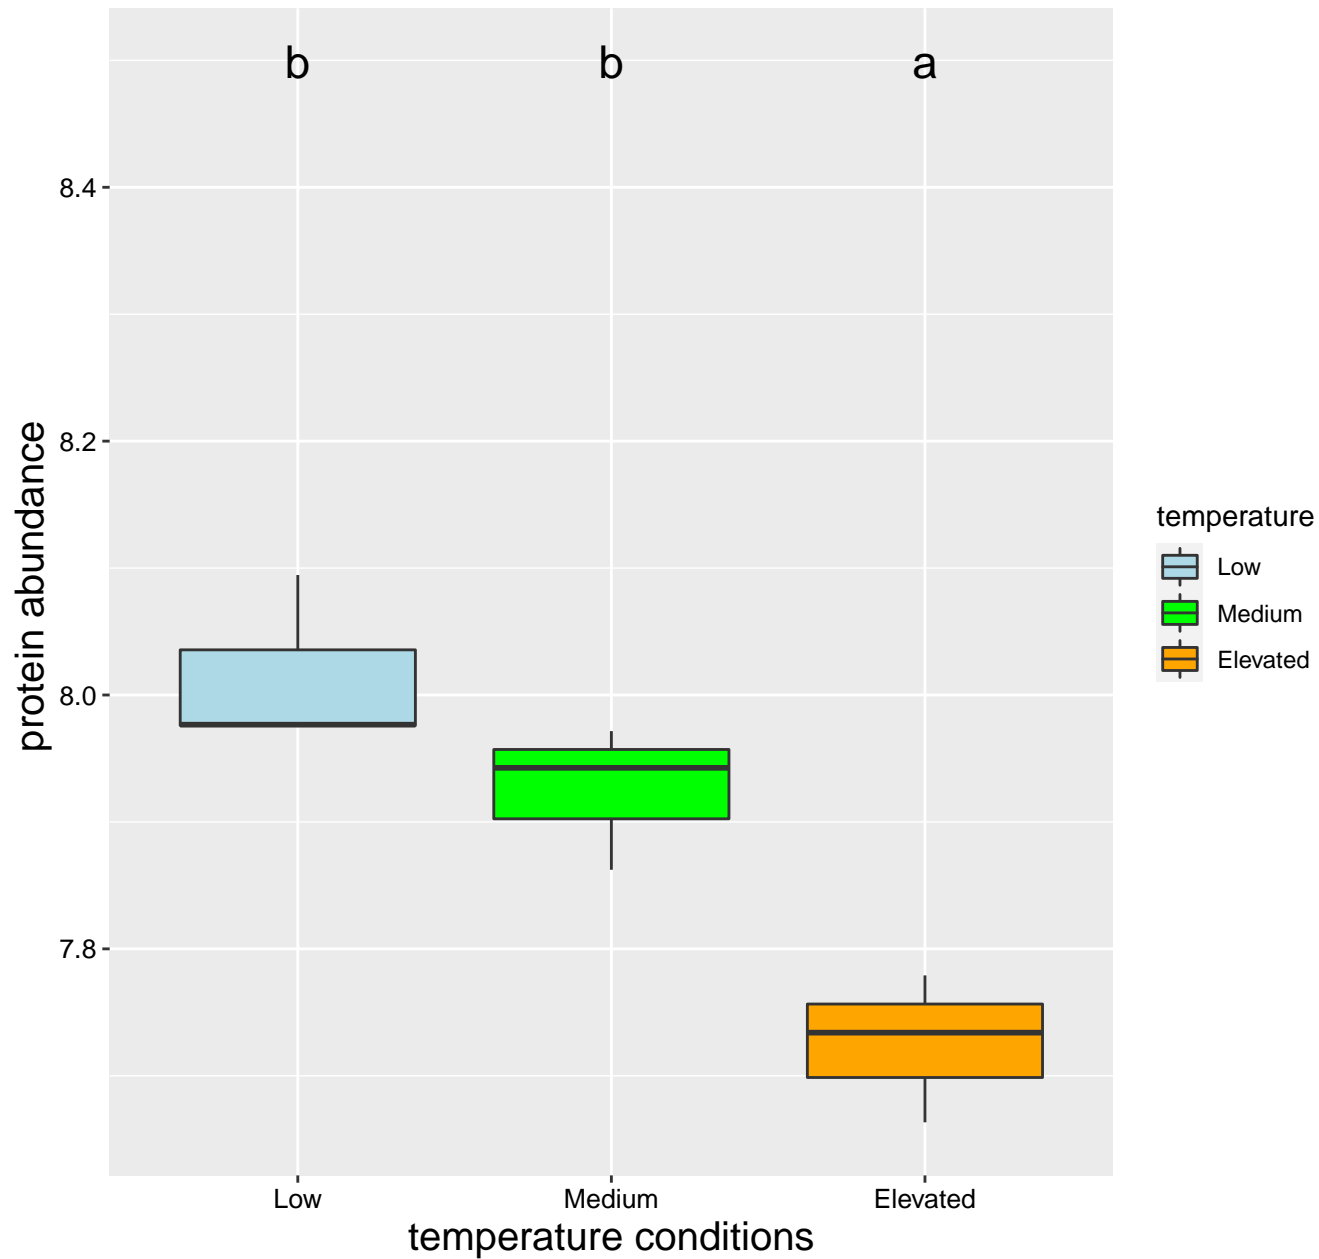 b b a
8.4
8.2
8.0
7.8
protein abundance
Low Medium Elevated
temperature conditions
temperature
Low
Medium
Elevated